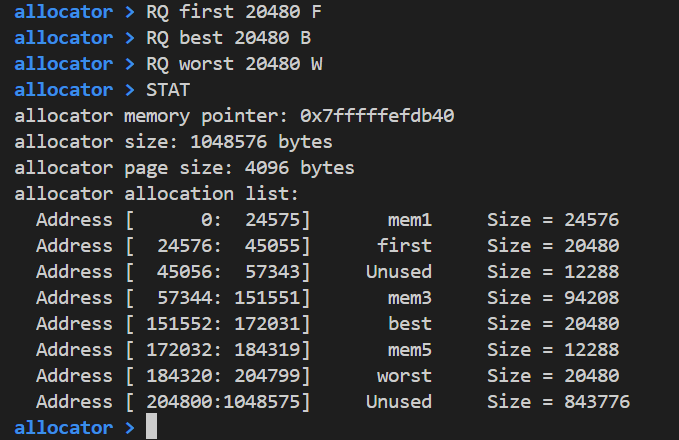 allocator > RQ first 20480 F
allocator > RQ best 20480 B
allocator > RQ worst 20480 W
allocator > STAT
allocator memory pointer: 0x7fffffefdb40
allocator size: 1048576 bytes
allocator page size: 4096 bytes
allocator allocation list:
  Address [      0:  24575]       mem1     Size = 24576
  Address [  24576:  45055]      first     Size = 20480
  Address [  45056:  57343]     Unused     Size = 12288
  Address [  57344: 151551]       mem3     Size = 94208
  Address [ 151552: 172031]       best     Size = 20480
  Address [ 172032: 184319]       mem5     Size = 12288
  Address [ 184320: 204799]      worst     Size = 20480
  Address [ 204800:1048575]     Unused     Size = 843776
allocator >